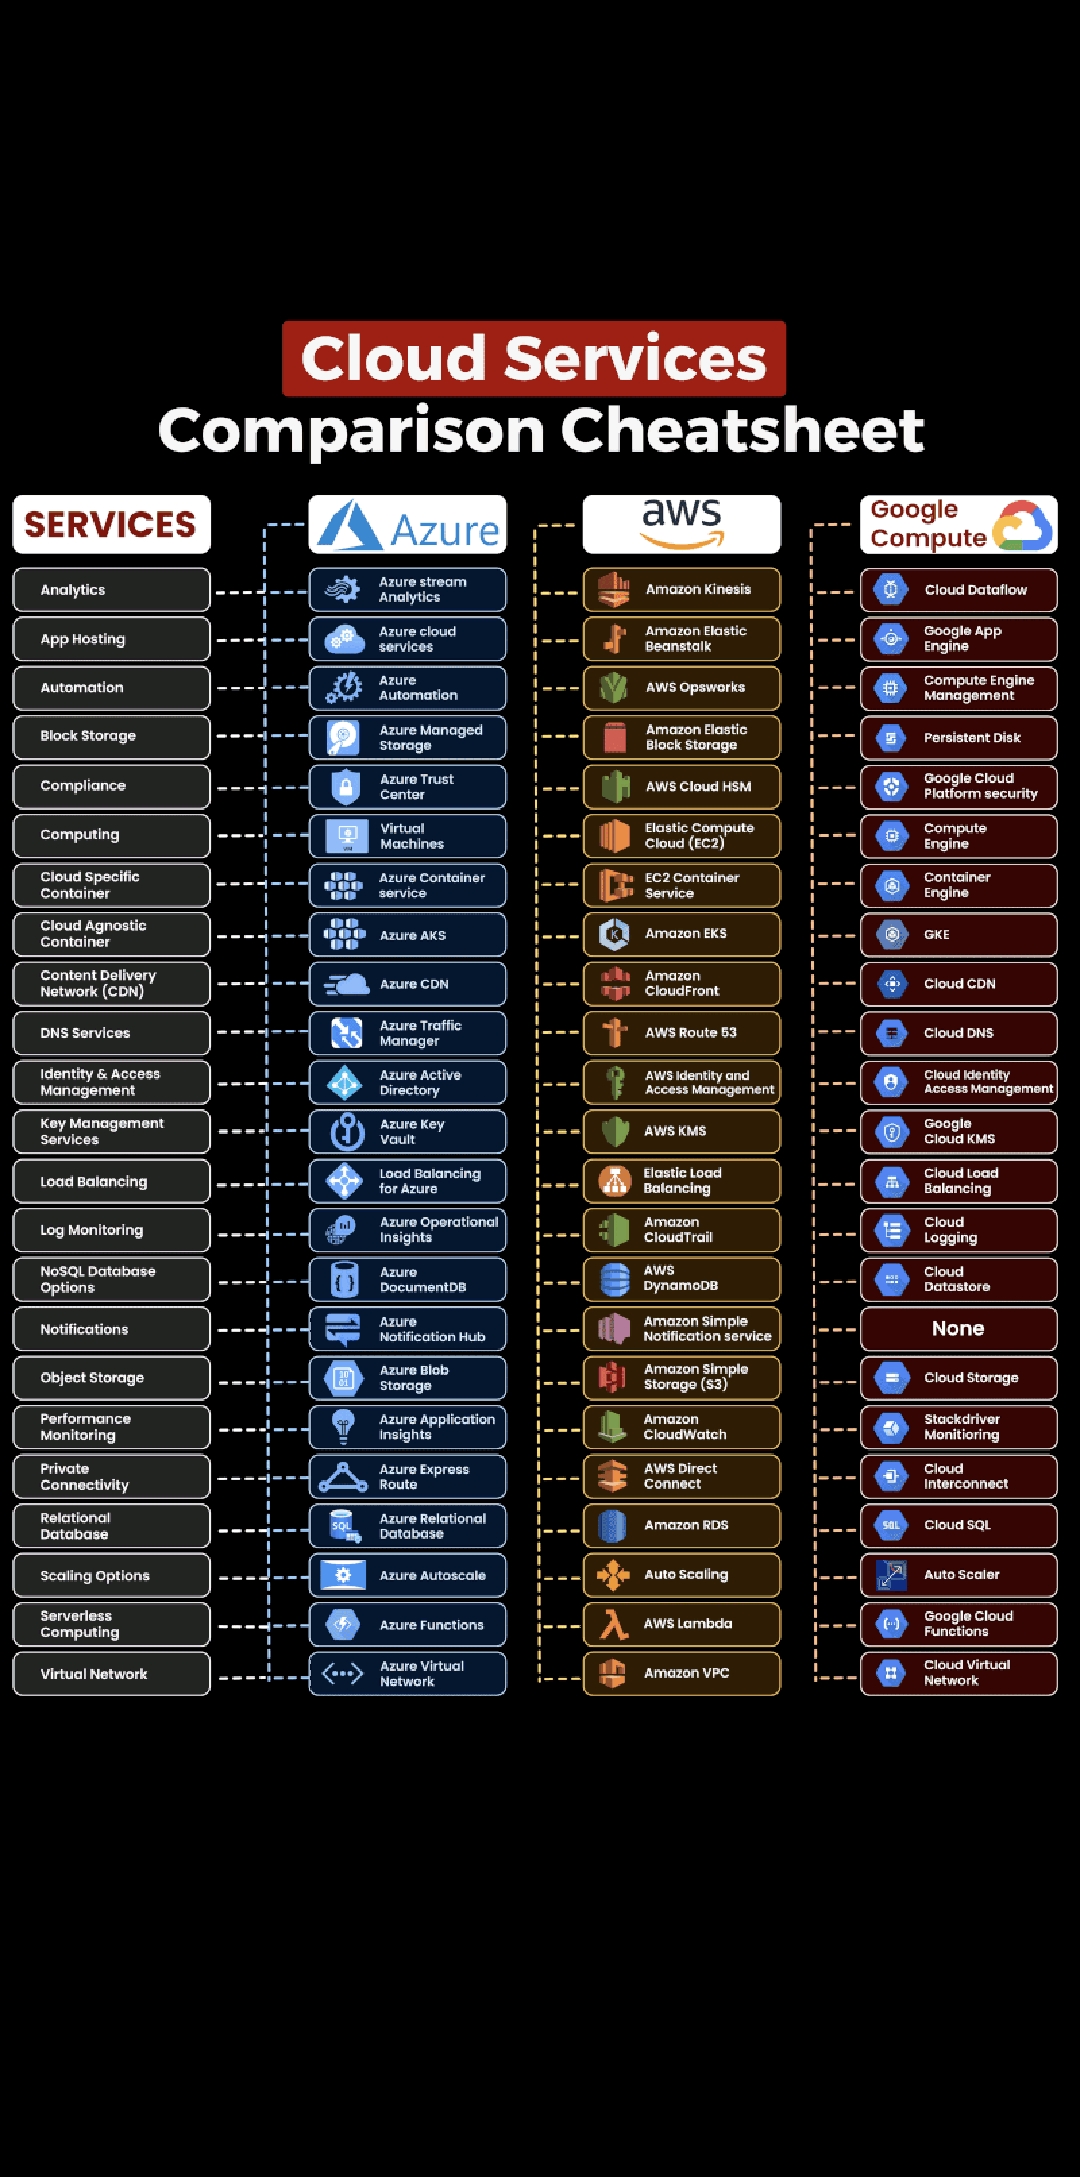 Cloud Services
Comparison Cheatsheet
SERVICES
Azure
aws
Google
Compute
Analytics
Azure stream
Analytics
Amazon Kinesis
Cloud Dataflow
App Hosting
Azure cloud
services
Amazon Elastic
Beanstalk
Google App
Engine
Automation
Azure
Automation
AWS Opsworks
Compute Engine
Management
Block Storage
Azure Managed
Storage
Amazon Elastic
Block Storage
Persistent Disk
Compliance
Azure Trust
Center
AWS Cloud HSM
Google Cloud
Platform security
Computing
Virtual
Machines
Elastic Compute
Cloud (EC2)
Compute
Engine
Cloud Specific
Container
Azure Container
service
EC2 Container
Service
Container
Engine
Cloud Agnostic
Container
Azure AKS
Amazon EKS
GKE
Content Delivery
Network (CDN)
Azure CDN
Amazon
CloudFront
Cloud CDN
DNS Services
Azure Traffic
Manager
AWS Route 53
Cloud DNS
Identity & Access
Management
Azure Active
Directory
AWS Identity and
Access Management
Cloud Identity
Access Management
Key Management
Services
Azure Key
Vault
AWS KMS
Google
Cloud KMS
Load Balancing
Load Balancing
for Azure
Elastic Load
Balancing
Cloud Load
Balancing
Log Monitoring
Azure Operational
Insights
Amazon
CloudTrail
Cloud
Logging
NoSQL Database
Options
Azure
DocumentDB
AWS
DynamoDB
Cloud
Datastore
Notifications
Azure
Notification Hub
Amazon Simple
Notification service
None
Object Storage
Azure Blob
Storage
Amazon Simple
Storage (S3)
Cloud Storage
Performance
Monitoring
Azure Application
Insights
Amazon
CloudWatch
Stackdriver
Monitioring
Private
Connectivity
Azure Express
Route
AWS Direct
Connect
Cloud
Interconnect
Relational
Database
SQL
Azure Relational
Database
Amazon RDS
SQL
Cloud SQL
Scaling Options
Azure Autoscale
Auto Scaling
Auto Scaler
Serverless
Computing
Azure Functions
AWS Lambda
Google Cloud
Functions
Virtual Network
Azure Virtual
Network
Amazon VPC
Cloud Virtual
Network